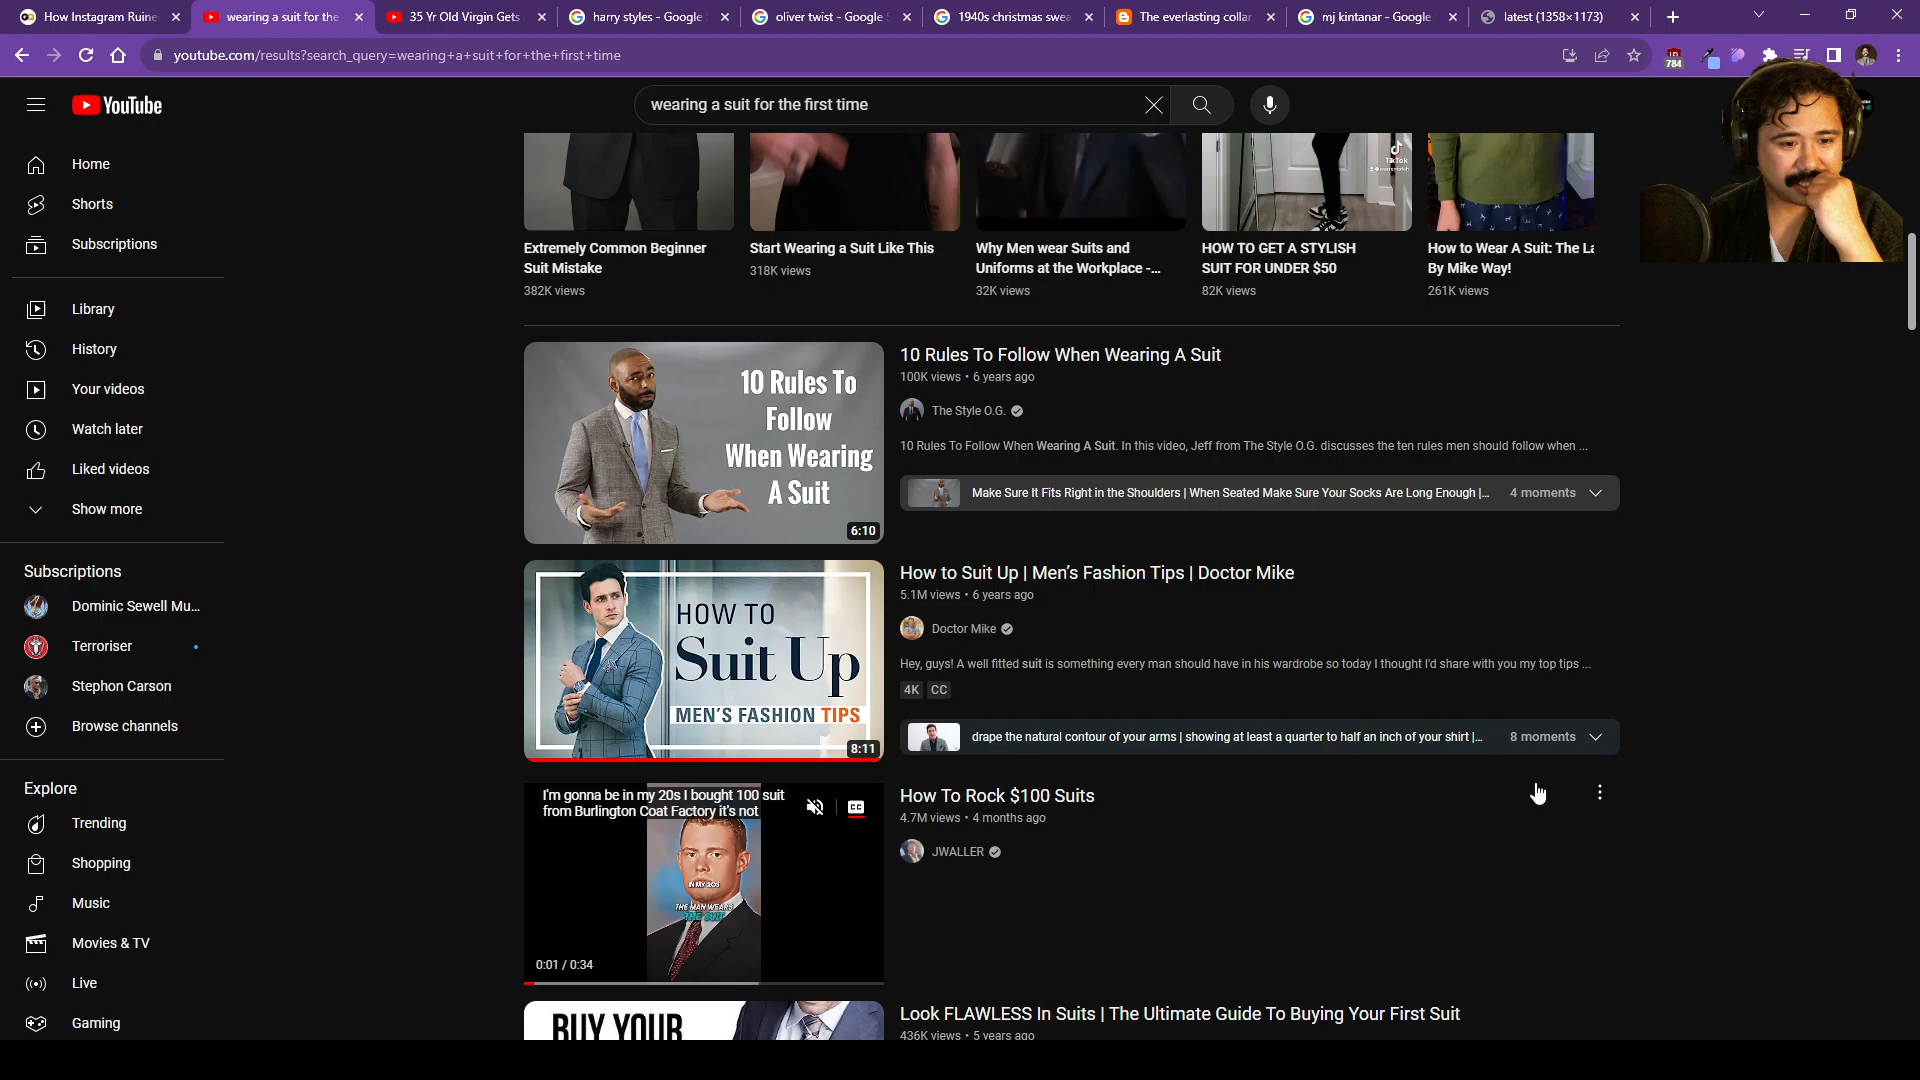 How Instagram Ruine
wearing a suit for the
35 Yr Old Virgin Gets
harry styles - Google
oliver twist - Google
1940s christmas swea
The everlasting collar
mj kintanar - Google
latest (1358×1173)
youtube.com/results?search_query=wearing+a+suit+for+the+first+time
784
YouTube
wearing a suit for the first time
Home
Shorts
Subscriptions
Library
History
Your videos
Watch later
Liked videos
Show more
Subscriptions
Dominic Sewell Mu...
Terroriser
Stephon Carson
Browse channels
Explore
Trending
Shopping
Music
Movies & TV
Live
Gaming
TikTok
Extremely Common Beginner
Suit Mistake
382K views
Start Wearing a Suit Like This
318K views
Why Men wear Suits and
Uniforms at the Workplace -...
32K views
HOW TO GET A STYLISH
SUIT FOR UNDER $50
82K views
How to Wear A Suit: The La
By Mike Way!
261K views
10 Rules To
Follow
When Wearing
A Suit
6:10
10 Rules To Follow When Wearing A Suit
100K views • 6 years ago
The Style O.G.
10 Rules To Follow When Wearing A Suit. In this video, Jeff from The Style O.G. discusses the ten rules men should follow when ...
Make Sure It Fits Right in the Shoulders | When Seated Make Sure Your Socks Are Long Enough |...
4 moments
HOW TO
Suit Up
MEN'S FASHION TIPS
8:11
How to Suit Up | Men's Fashion Tips | Doctor Mike
5.1M views • 6 years ago
Doctor Mike
Hey, guys! A well fitted suit is something every man should have in his wardrobe so today I thought I'd share with you my top tips ...
4K CC
drape the natural contour of your arms | showing at least a quarter to half an inch of your shirt |...
8 moments
I'm gonna be in my 20s I bought 100 suit
from Burlington Coat Factory it's not
CC
IN MY 20S
THE MAN WEARS
THE SUIT
0:01 / 0:34
How To Rock $100 Suits
4.7M views • 4 months ago
JWALLER
BUY YOUR
Look FLAWLESS In Suits | The Ultimate Guide To Buying Your First Suit
436K views • 5 years ago